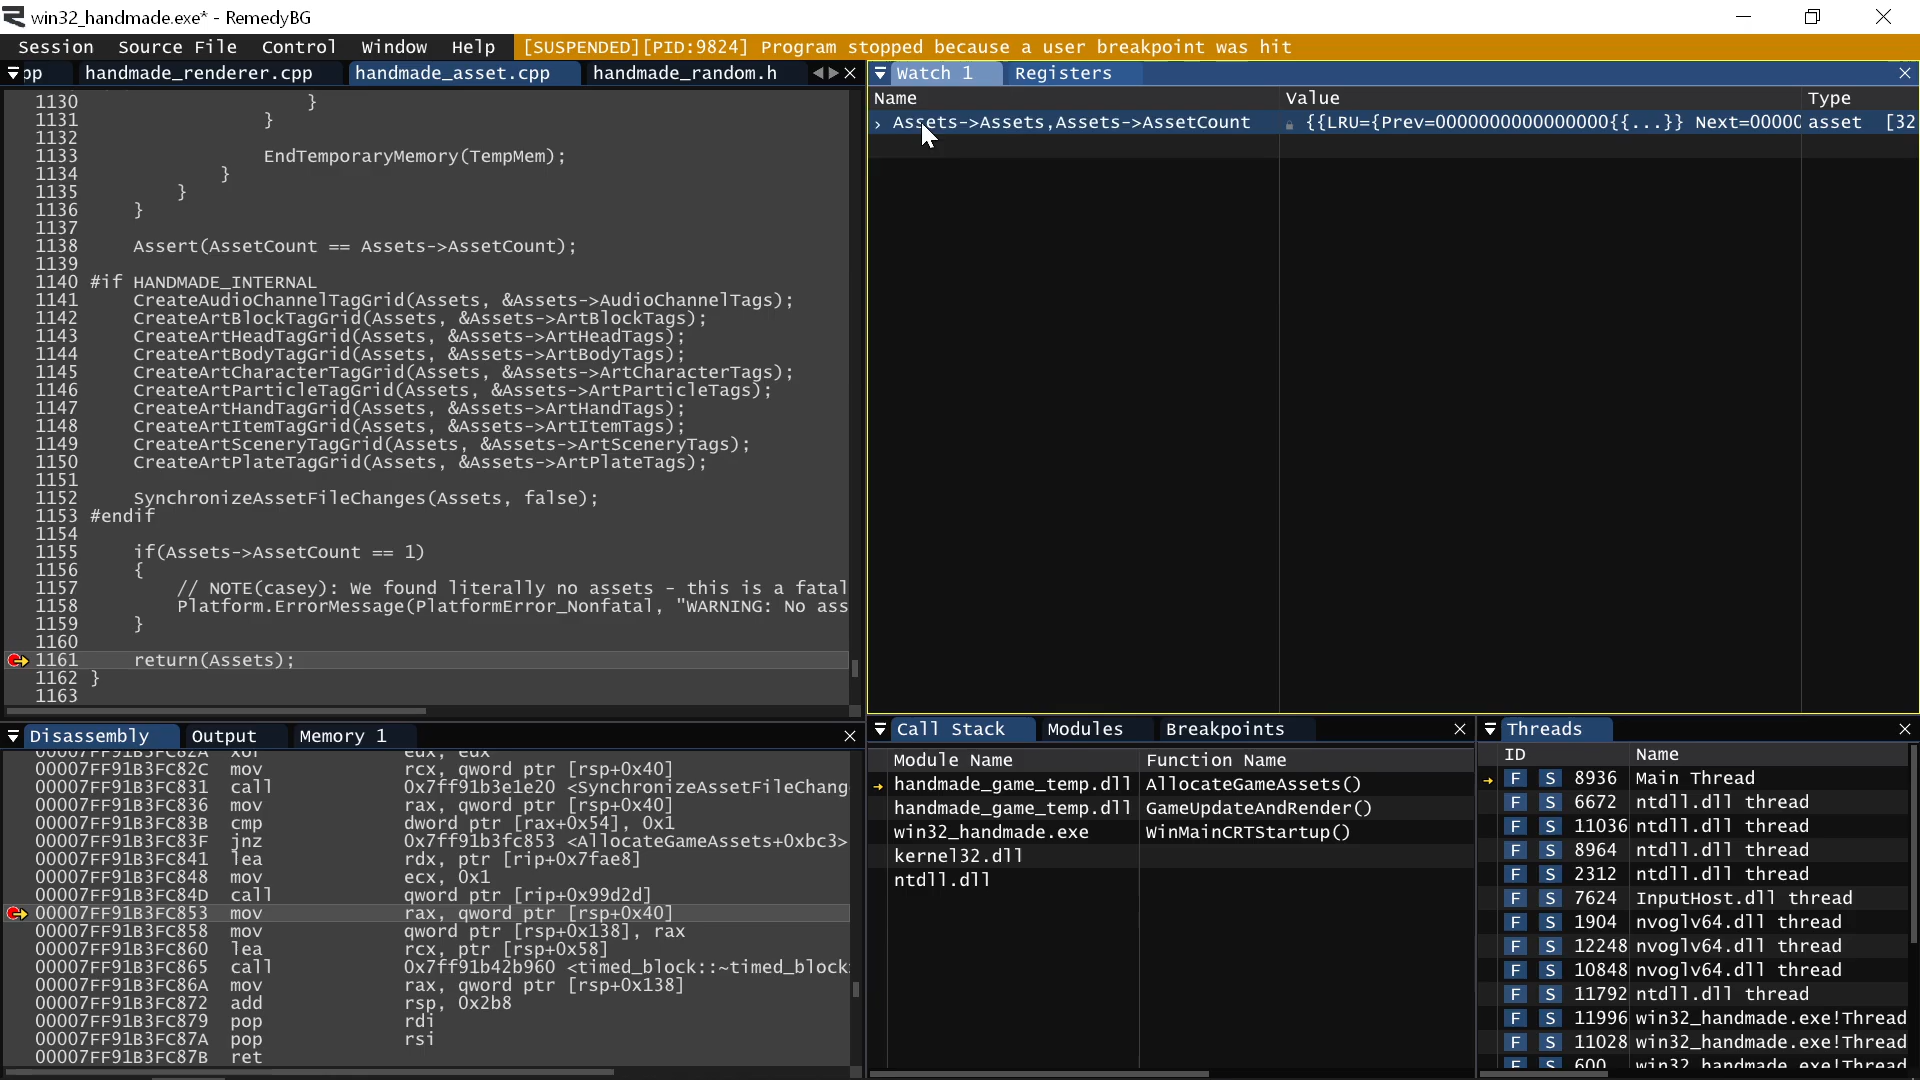 win32_handmade.exe* - RemedyBG
Session Source File Control Window Help [SUSPENDED][PID:9824] Program stopped because a user breakpoint was hit
pp handmade_renderer.cpp handmade_asset.cpp handmade_random.h
1130 }
1131 }
1132
1133 EndTemporaryMemory(TempMem);
1134 }
1135 }
1136 }
1137
1138 Assert(AssetCount == Assets->AssetCount);
1139
1140 #if HANDMADE_INTERNAL
1141 CreateAudioChannelTagGrid(Assets, &Assets->AudioChannelTags);
1142 CreateArtBlockTagGrid(Assets, &Assets->ArtBlockTags);
1143 CreateArtHeadTagGrid(Assets, &Assets->ArtHeadTags);
1144 CreateArtBodyTagGrid(Assets, &Assets->ArtBodyTags);
1145 CreateArtCharacterTagGrid(Assets, &Assets->ArtCharacterTags);
1146 CreateArtParticleTagGrid(Assets, &Assets->ArtParticleTags);
1147 CreateArtHandTagGrid(Assets, &Assets->ArtHandTags);
1148 CreateArtItemTagGrid(Assets, &Assets->ArtItemTags);
1149 CreateArtSceneryTagGrid(Assets, &Assets->ArtSceneryTags);
1150 CreateArtPlateTagGrid(Assets, &Assets->ArtPlateTags);
1151
1152 SynchronizeAssetFileChanges(Assets, false);
1153 #endif
1154
1155 if(Assets->AssetCount == 1)
1156 {
1157 // NOTE(casey): We found literally no assets - this is a fatal
1158 Platform.ErrorMessage(PlatformError_Nonfatal, "WARNING: No ass
1159 }
1160
1161 return(Assets);
1162 }
1163
Watch 1 Registers
Name Value Type
Assets->Assets,Assets->AssetCount {{LRU={Prev=0000000000000000{{...}} Next=00000 asset [32
Disassembly Output Memory 1
00007FF91B3FC82A xor edx, edx
00007FF91B3FC82C mov rcx, qword ptr [rsp+0x40]
00007FF91B3FC831 call 0x7ff91b3e1e20 <SynchronizeAssetFileChang
00007FF91B3FC836 mov rax, qword ptr [rsp+0x40]
00007FF91B3FC83B cmp dword ptr [rax+0x54], 0x1
00007FF91B3FC83F jnz 0x7ff91b3fc853 <AllocateGameAssets+0xbc3>
00007FF91B3FC841 lea rdx, ptr [rip+0x7fae8]
00007FF91B3FC848 mov ecx, 0x1
00007FF91B3FC84D call qword ptr [rip+0x99d2d]
00007FF91B3FC853 mov rax, qword ptr [rsp+0x40]
00007FF91B3FC858 mov qword ptr [rsp+0x138], rax
00007FF91B3FC860 lea rcx, ptr [rsp+0x58]
00007FF91B3FC865 call 0x7ff91b42b960 <timed_block::~timed_block
00007FF91B3FC86A mov rax, qword ptr [rsp+0x138]
00007FF91B3FC872 add rsp, 0x2b8
00007FF91B3FC879 pop rdi
00007FF91B3FC87A pop rsi
00007FF91B3FC87B ret
Call Stack Modules Breakpoints
Module Name Function Name
handmade_game_temp.dll AllocateGameAssets()
handmade_game_temp.dll GameUpdateAndRender()
win32_handmade.exe WinMainCRTStartup()
kernel32.dll
ntdll.dll
Threads
ID Name
F S 8936 Main Thread
F S 6672 ntdll.dll thread
F S 11036 ntdll.dll thread
F S 8964 ntdll.dll thread
F S 2312 ntdll.dll thread
F S 7624 InputHost.dll thread
F S 1904 nvoglv64.dll thread
F S 12248 nvoglv64.dll thread
F S 10848 nvoglv64.dll thread
F S 11792 ntdll.dll thread
F S 11996 win32_handmade.exe!Thread
F S 11028 win32_handmade.exe!Thread
F S 600 win32_handmade.exe!Thread